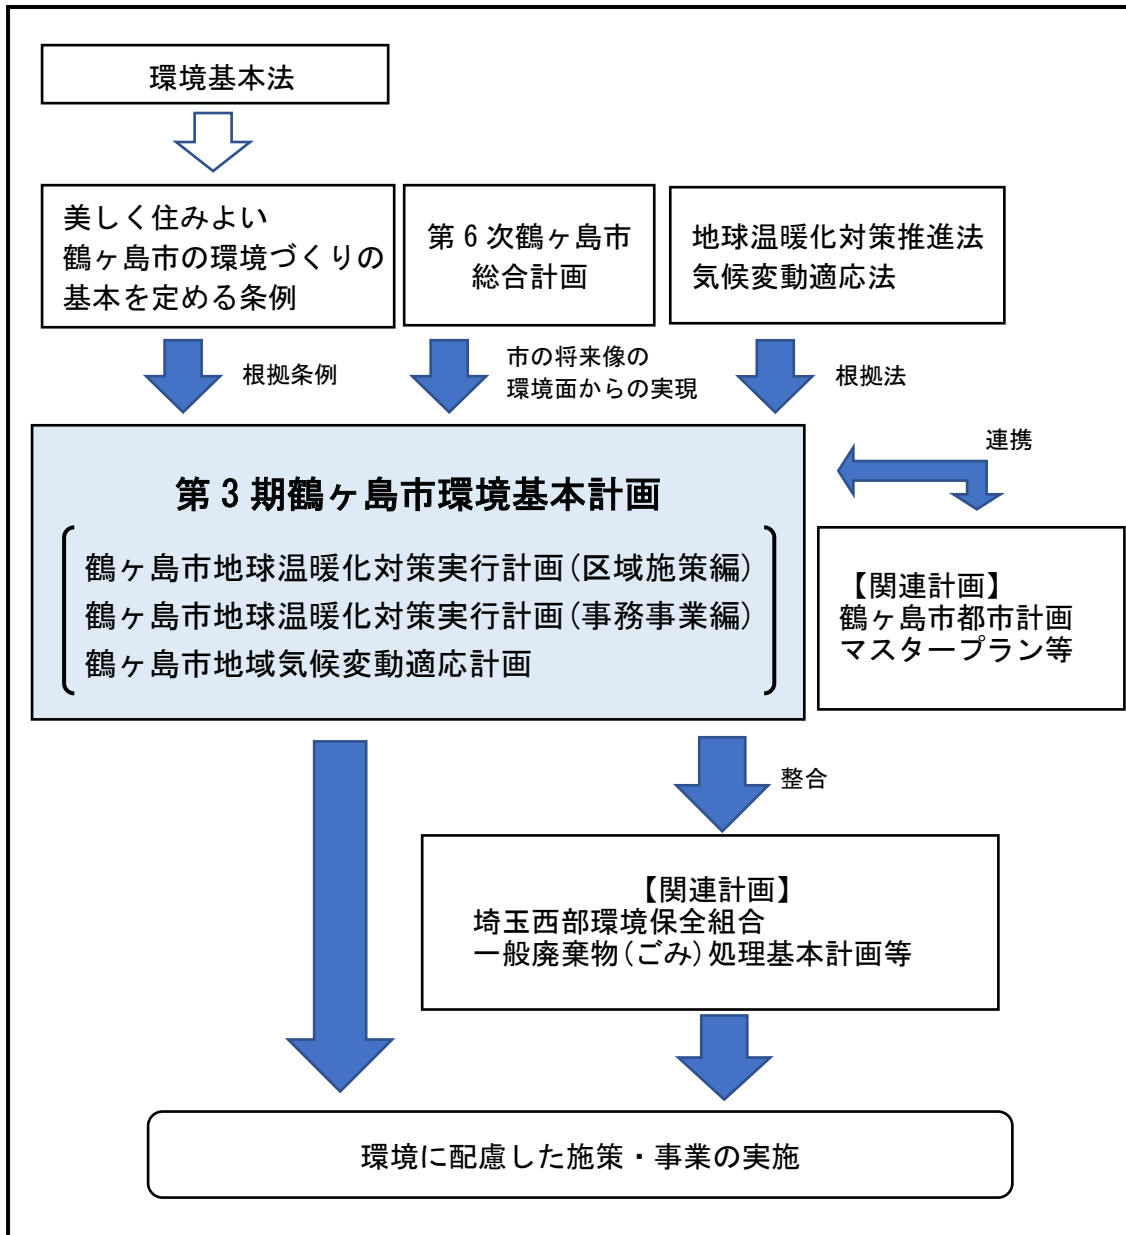 環境基本法
美しく住みよい
鶴ヶ島市の環境づくりの
基本を定める条例
第6次鶴ヶ島市
総合計画
地球温暖化対策推進法
気候変動適応法
根拠条例
市の将来像の
環境面からの実現
根拠法
連携
第3期鶴ヶ島市環境基本計画
鶴ヶ島市地球温暖化対策実行計画(区域施策編)
鶴ヶ島市地球温暖化対策実行計画(事務事業編)
鶴ヶ島市地域気候変動適応計画
【関連計画】
鶴ヶ島市都市計画
マスタープラン等
整合
【関連計画】
埼玉西部環境保全組合
一般廃棄物(ごみ)処理基本計画等
環境に配慮した施策・事業の実施